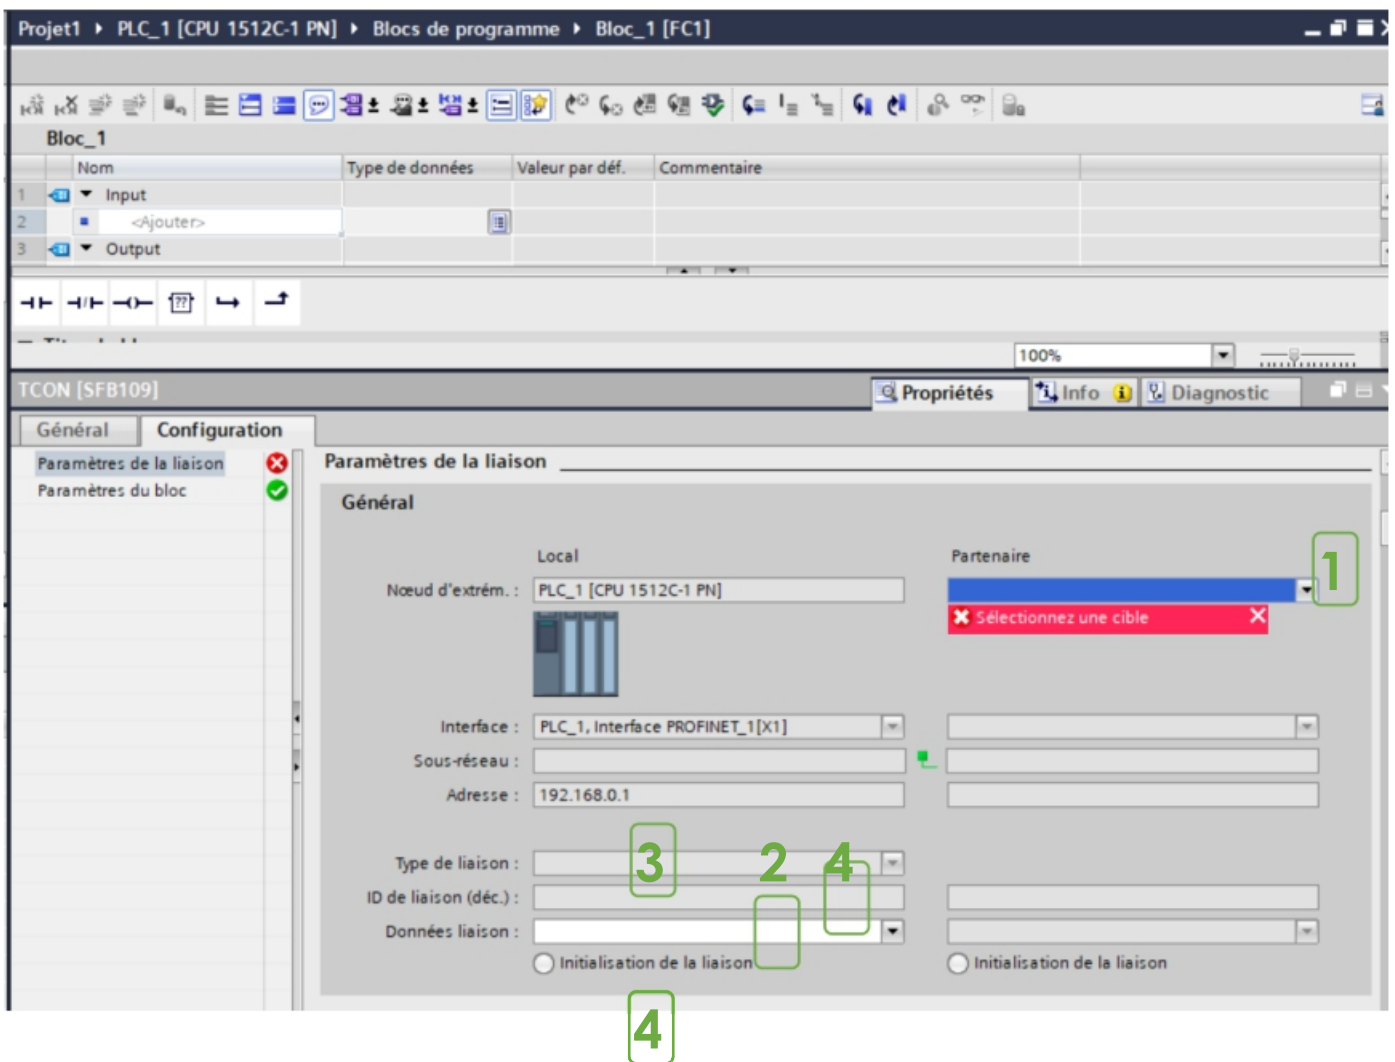 Projet1 ▸ PLC_1 [CPU 1512C-1 PN] ▸ Blocs de programme ▸ Bloc_1 [FC1]
Bloc_1
Nom Type de données Valeur par déf. Commentaire
1 Input
2 <Ajouter>
3 Output
??
100%
TCON [SFB109] Propriétés Info Diagnostic
Général Configuration
Paramètres de la liaison
Paramètres du bloc
Paramètres de la liaison
Général
Local Partenaire
1
Nœud d'extrém. : PLC_1 [CPU 1512C-1 PN]
Sélectionnez une cible
Interface : PLC_1, Interface PROFINET_1[X1]
Sous-réseau :
Adresse : 192.168.0.1
Type de liaison : 3 2 4
ID de liaison (déc.) :
Données liaison :
Initialisation de la liaison Initialisation de la liaison
4